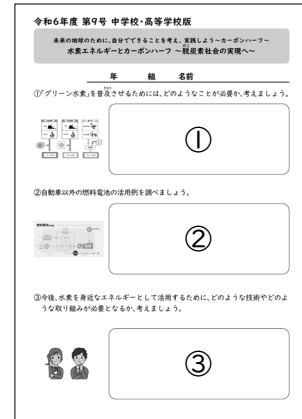 令和6年度 第9号 中学校・高等学校版
未来の地球のために、自分でできることを考え、実践しよう～カーボンハーフ～
水素エネルギーとカーボンハーフ ～脱炭素社会の実現へ～
年 組 名前
①「グリーン水素」を普及させるためには、どのようなことが必要か、考えましょう。
①
②自動車以外の燃料電池の活用例を調べましょう。
②
③今後、水素を身近なエネルギーとして活用するために、どのような技術やどのよ
うな取り組みが必要となるか、考えましょう。
③